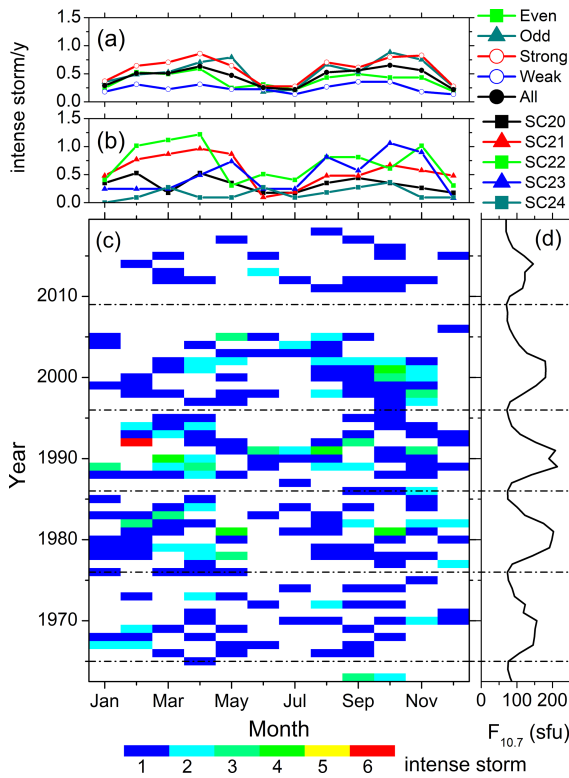 intense storm/y
1.5
1.0
0.5
0.0
(a)
Even
Odd
Strong
Weak
All
1.5
1.0
0.5
0.0
(b)
SC20
SC21
SC22
SC23
SC24
(c)
(d)
Year
2010
2000
1990
1980
1970
Jan Mar May Jul Sep Nov
Month
0 100 200
F10.7 (sfu)
1 2 3 4 5 6 intense storm